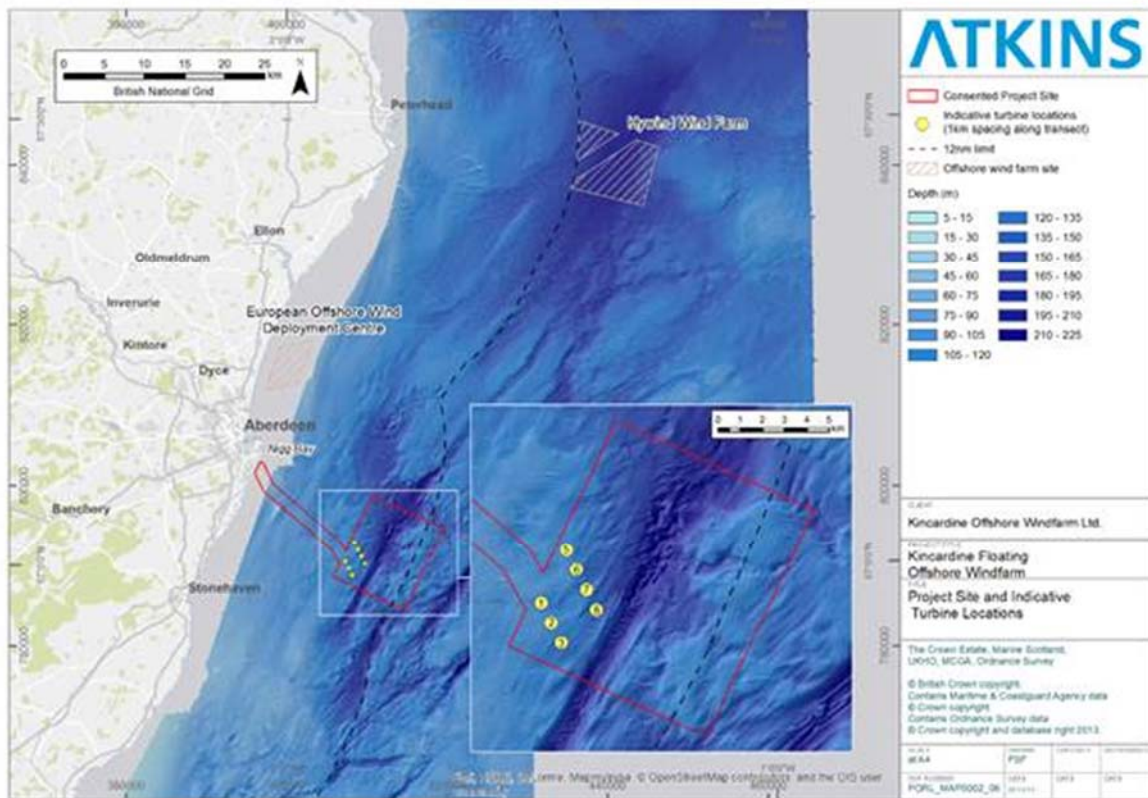 ATKINS
Consented Project Site
Indicative turbine locations
(1km spacing along transect)
12nm limit
Offshore wind farm site
Depth (m)
5 - 15
15 - 30
30 - 45
45 - 60
60 - 75
75 - 90
90 - 105
105 - 120
120 - 135
135 - 150
150 - 165
165 - 180
180 - 195
195 - 210
210 - 225
Kincardine Offshore Windfarm Ltd.
Kincardine Floating
Offshore Windfarm
Project Site and Indicative
Turbine Locations
The Crown Estate, Marine Scotland,
UKHO, MCGA, Ordnance Survey
© British Crown copyright.
Contains Maritime & Coastguard Agency data
© Crown copyright
Contains Ordnance Survey data
© Crown copyright and database right 2013.
0 5 10 15 20 25
km
N
British National Grid
Peterhead
Hywind Wind Farm
Ellon
Oldmeldrum
Inverurie
European Offshore Wind
Deployment Centre
Kintore
Dyce
Aberdeen
Nigg Bay
Banchory
Stonehaven
0 1 2 3 4 5
km
5
6
7
8
1
2
3
840000
820000
800000
780000